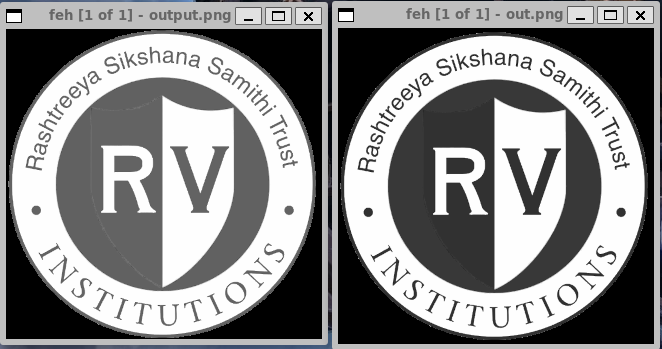 feh [1 of 1] - output.png
Rashtreeya Sikshana Samithi Trust
RV
• INSTITUTIONS •
feh [1 of 1] - out.png
Rashtreeya Sikshana Samithi Trust
RV
• INSTITUTIONS •